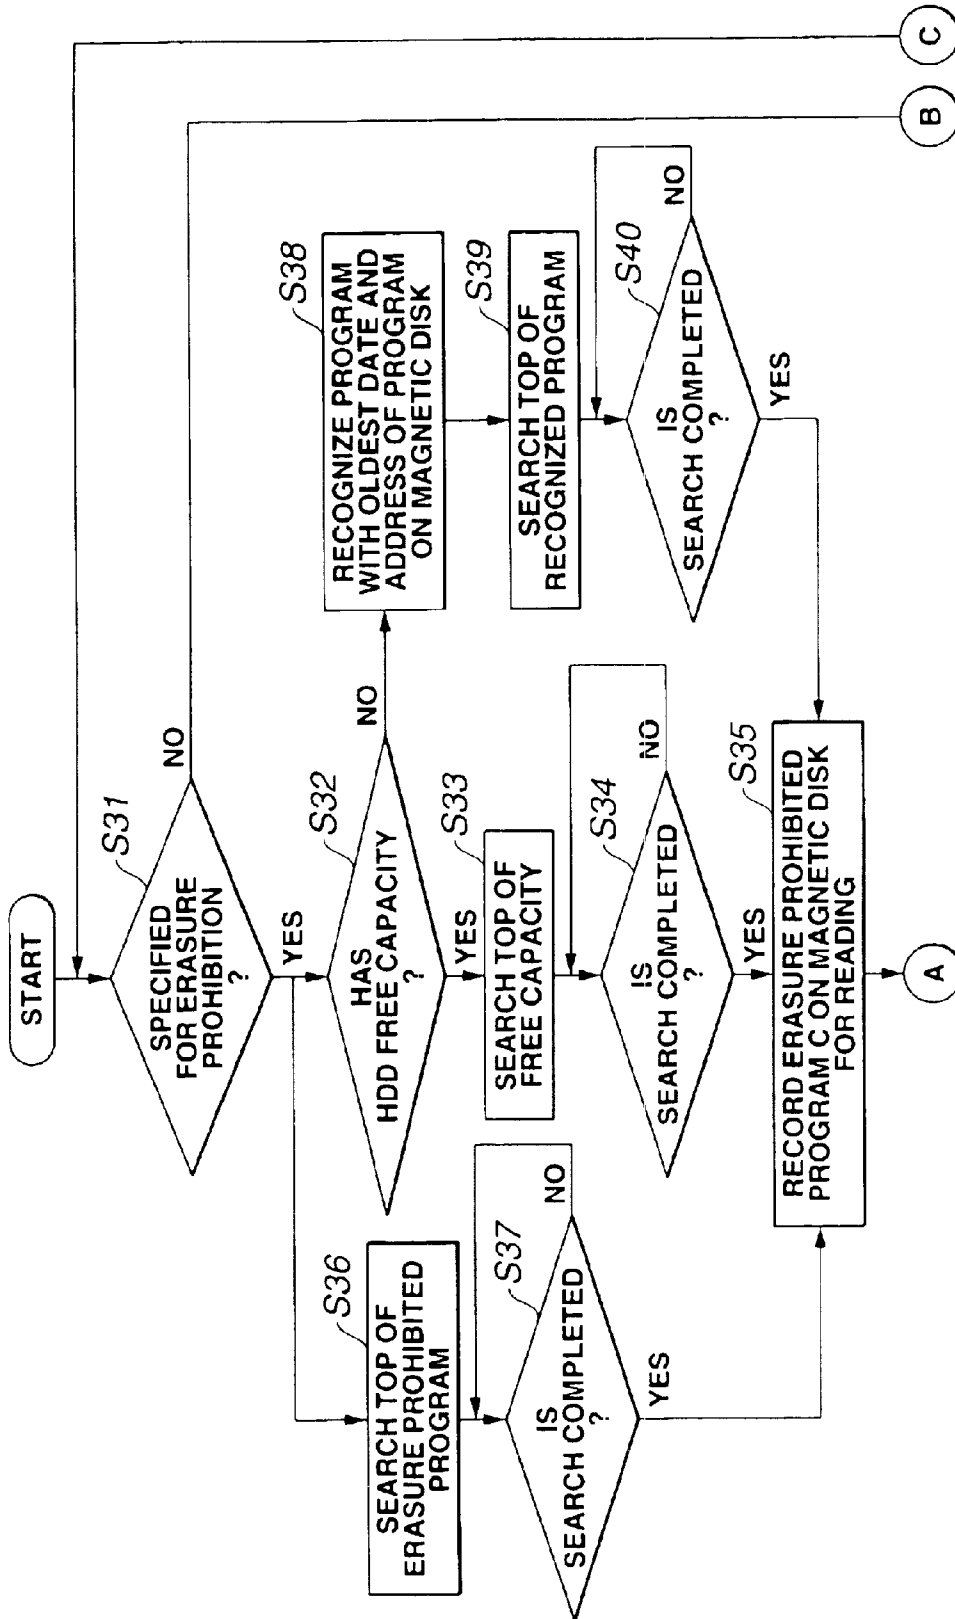 START
S31
SPECIFIED
FOR ERASURE
PROHIBITION
?
NO
YES
S32
HAS
HDD FREE CAPACITY
?
NO
YES
S33
SEARCH TOP OF
FREE CAPACITY
S34
IS
SEARCH COMPLETED
?
NO
YES
S35
RECORD ERASURE PROHIBITED
PROGRAM C ON MAGNETIC DISK
FOR READING
S36
SEARCH TOP OF
ERASURE PROHIBITED
PROGRAM
S37
IS
SEARCH COMPLETED
?
NO
YES
S38
RECOGNIZE PROGRAM
WITH OLDEST DATE AND
ADDRESS OF PROGRAM
ON MAGNETIC DISK
S39
SEARCH TOP OF
RECOGNIZED PROGRAM
S40
IS
SEARCH COMPLETED
?
NO
YES
A
B
C